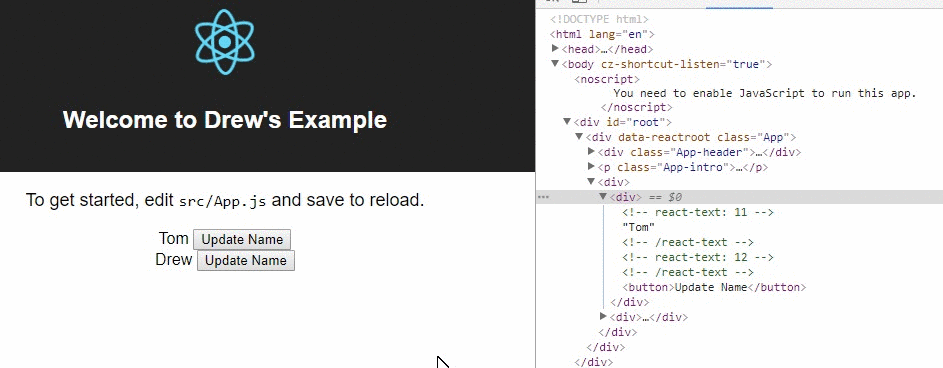 Welcome to Drew's Example
To get started, edit src/App.js and save to reload.
Tom Update Name
Drew Update Name
<!DOCTYPE html>
<html lang="en">
▶<head>…</head>
▼<body cz-shortcut-listen="true">
<noscript>
You need to enable JavaScript to run this app.
</noscript>
▼<div id="root">
▼<div data-reactroot class="App">
▶<div class="App-header">…</div>
▶<p class="App-intro">…</p>
▼<div>
… ▼<div> == $0
<!-- react-text: 11 -->
"Tom"
<!-- /react-text -->
<!-- react-text: 12 -->
<!-- /react-text -->
<button>Update Name</button>
</div>
▶<div>…</div>
</div>
</div>
</div>